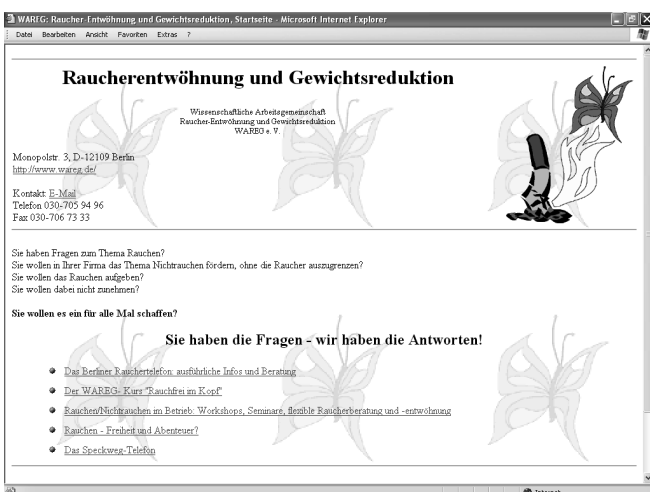 WAREG: Raucher-Entwöhnung und Gewichtsreduktion, Startseite - Microsoft Internet Explorer
Datei Bearbeiten Ansicht Favoriten Extras ?
Raucherentwöhnung und Gewichtsreduktion
Wissenschaftliche Arbeitsgemeinschaft
Raucher-Entwöhnung und Gewichtsreduktion
WAREG e. V.
Monopolstr. 3, D-12109 Berlin
http://www.wareg.de/
Kontakt: E-Mail
Telefon 030-705 94 96
Fax 030-706 73 33
Sie haben Fragen zum Thema Rauchen?
Sie wollen in Ihrer Firma das Thema Nichtrauchen fördern, ohne die Raucher auszugrenzen?
Sie wollen das Rauchen aufgeben?
Sie wollen dabei nicht zunehmen?
Sie wollen es ein für alle Mal schaffen?
Sie haben die Fragen - wir haben die Antworten!
Das Berliner Rauchertelefon: ausführliche Infos und Beratung
Der WAREG- Kurs "Rauchfrei im Kopf"
Rauchen/Nichtrauchen im Betrieb: Workshops, Seminare, flexible Raucherberatung und -entwöhnung
Rauchen - Freiheit und Abenteuer?
Das Speckweg-Telefon
Internet